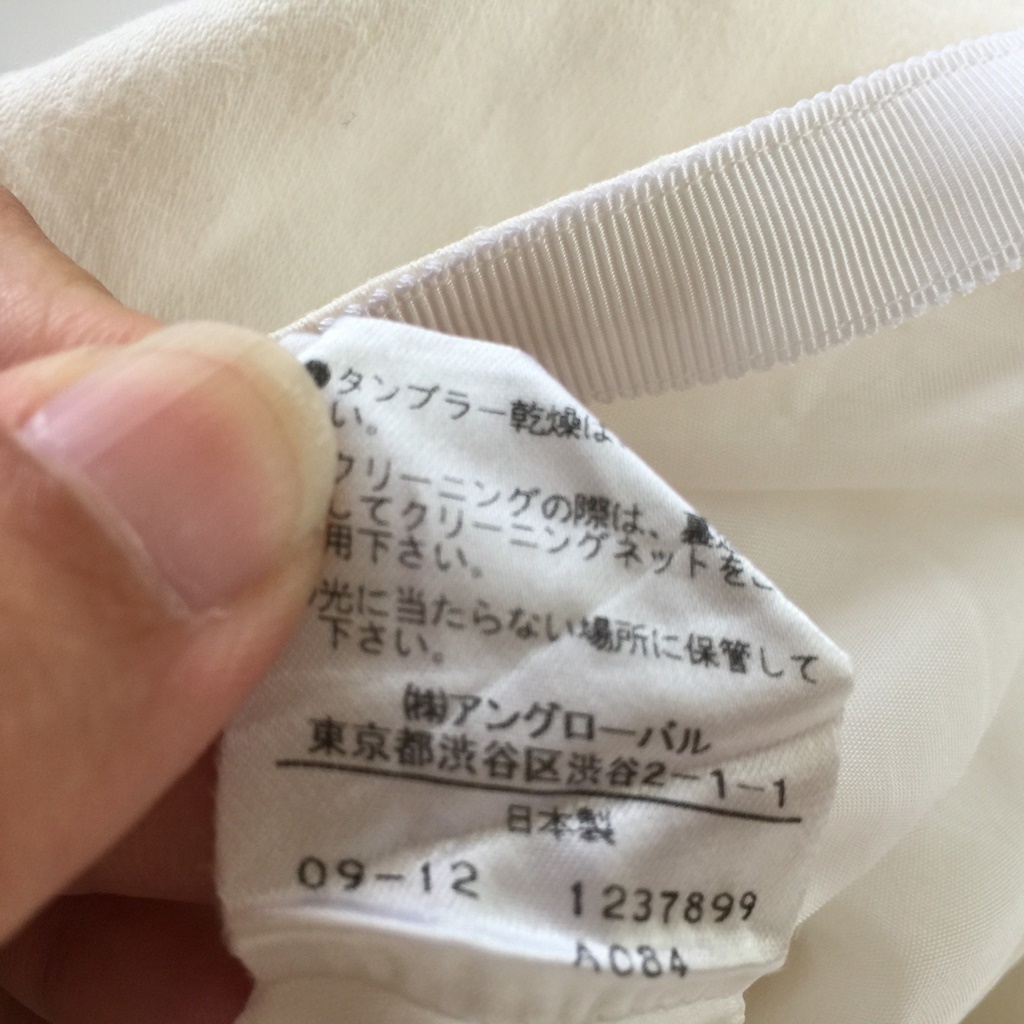 ●タンブラー乾燥は
い。
クリーニングの際は、裏
してクリーニングネットをご
用下さい。
光に当たらない場所に保管して
下さい。
㈱アングローバル
東京都渋谷区渋谷2-1-1
日本製
09-12 1237899
A084